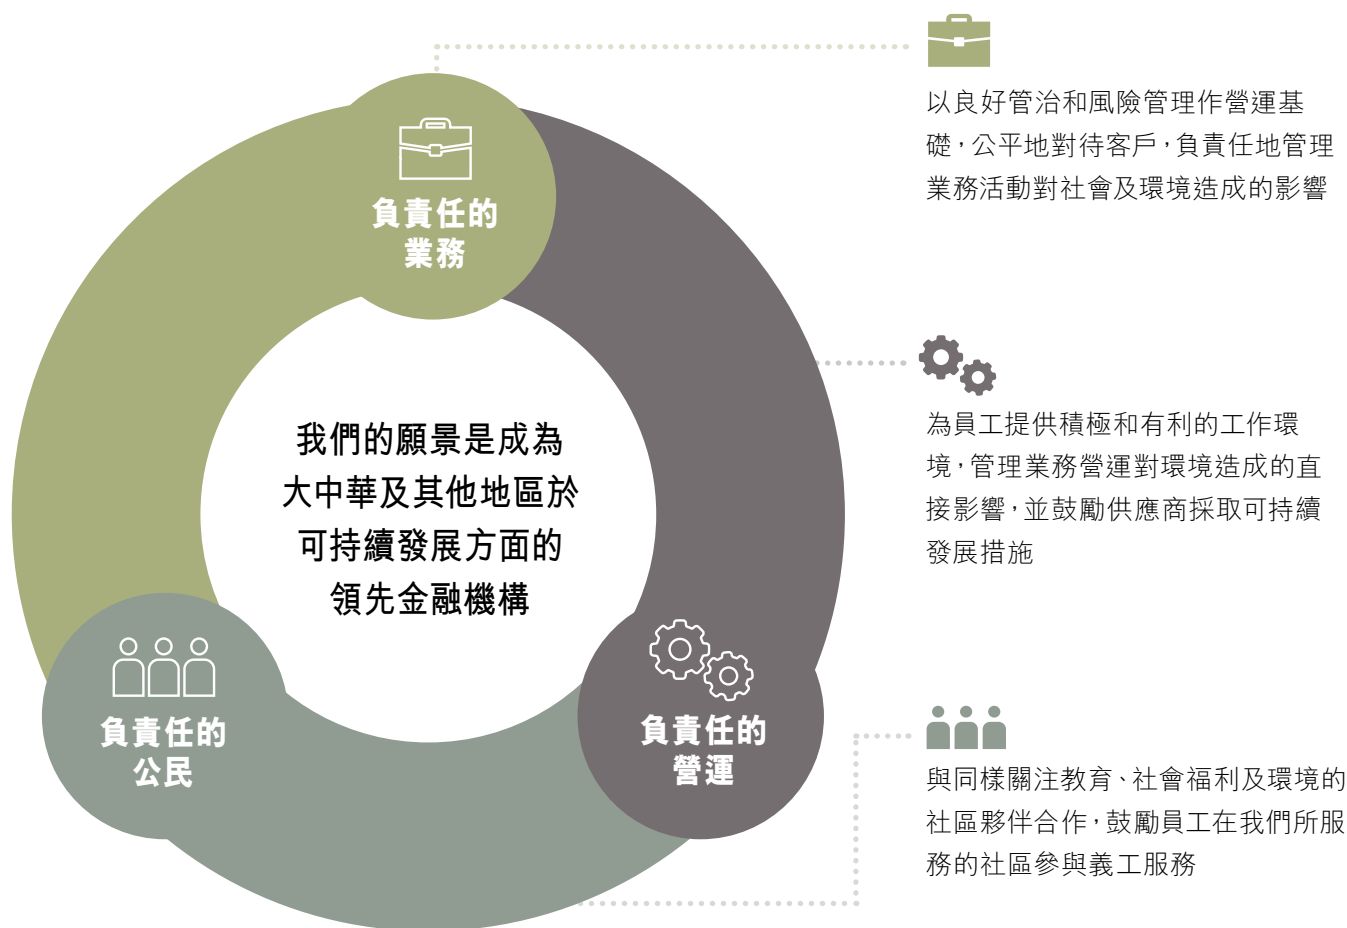 負責任的
業務
我們的願景是成為
大中華及其他地區於
可持續發展方面的
領先金融機構
負責任的
公民
負責任的
營運
以良好管治和風險管理作營運基
礎，公平地對待客戶，負責任地管理
業務活動對社會及環境造成的影響
為員工提供積極和有利的工作環
境，管理業務營運對環境造成的直
接影響，並鼓勵供應商採取可持續
發展措施
與同樣關注教育、社會福利及環境的
社區夥伴合作，鼓勵員工在我們所服
務的社區參與義工服務